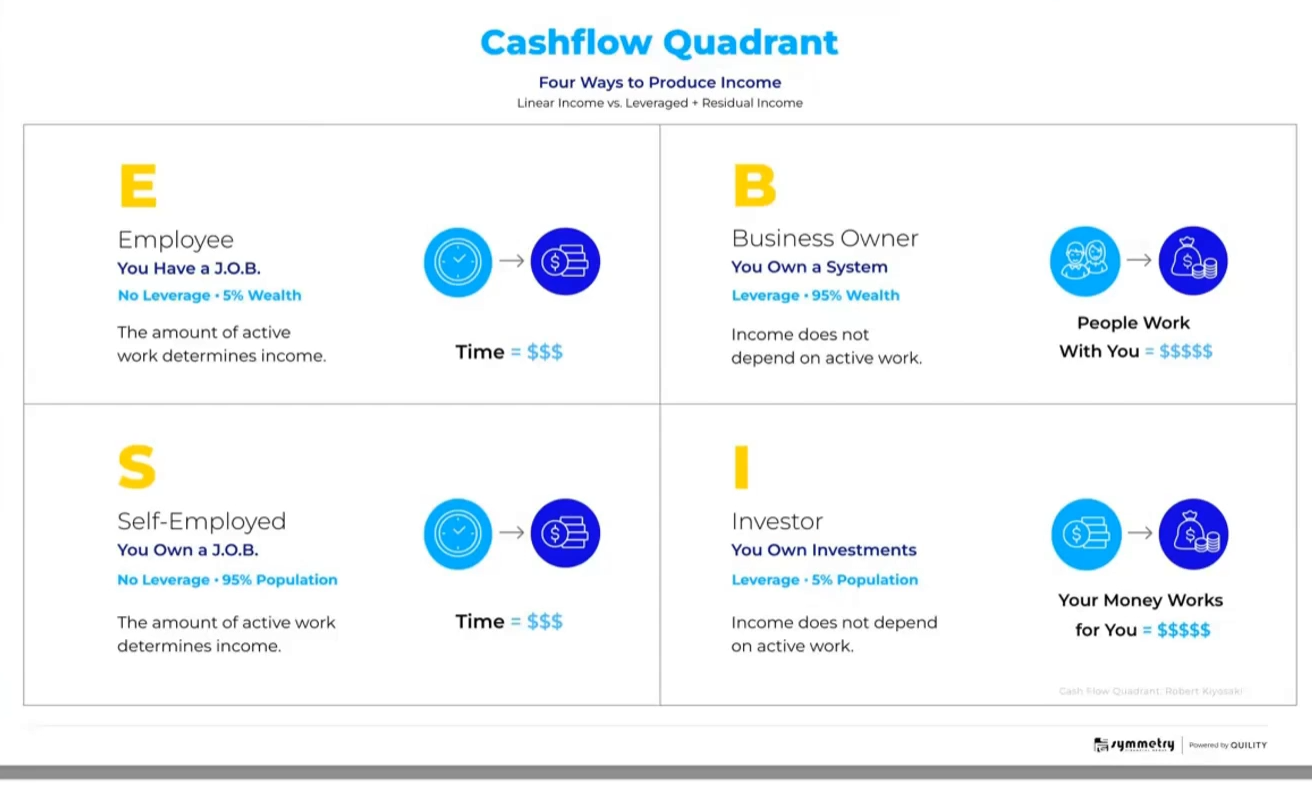 Cashflow Quadrant
Four Ways to Produce Income
Linear Income vs. Leveraged + Residual Income
E
Employee
You Have a J.O.B.
No Leverage • 5% Wealth
The amount of active
work determines income.
Time = $$$
B
Business Owner
You Own a System
Leverage • 95% Wealth
Income does not
depend on active work.
People Work
With You = $$$$$
S
Self-Employed
You Own a J.O.B.
No Leverage • 95% Population
The amount of active work
determines income.
Time = $$$
I
Investor
You Own Investments
Leverage • 5% Population
Income does not depend
on active work.
Your Money Works
for You = $$$$$
Cash Flow Quadrant, Robert Kiyosaki
symmetry
Powered by QUILITY